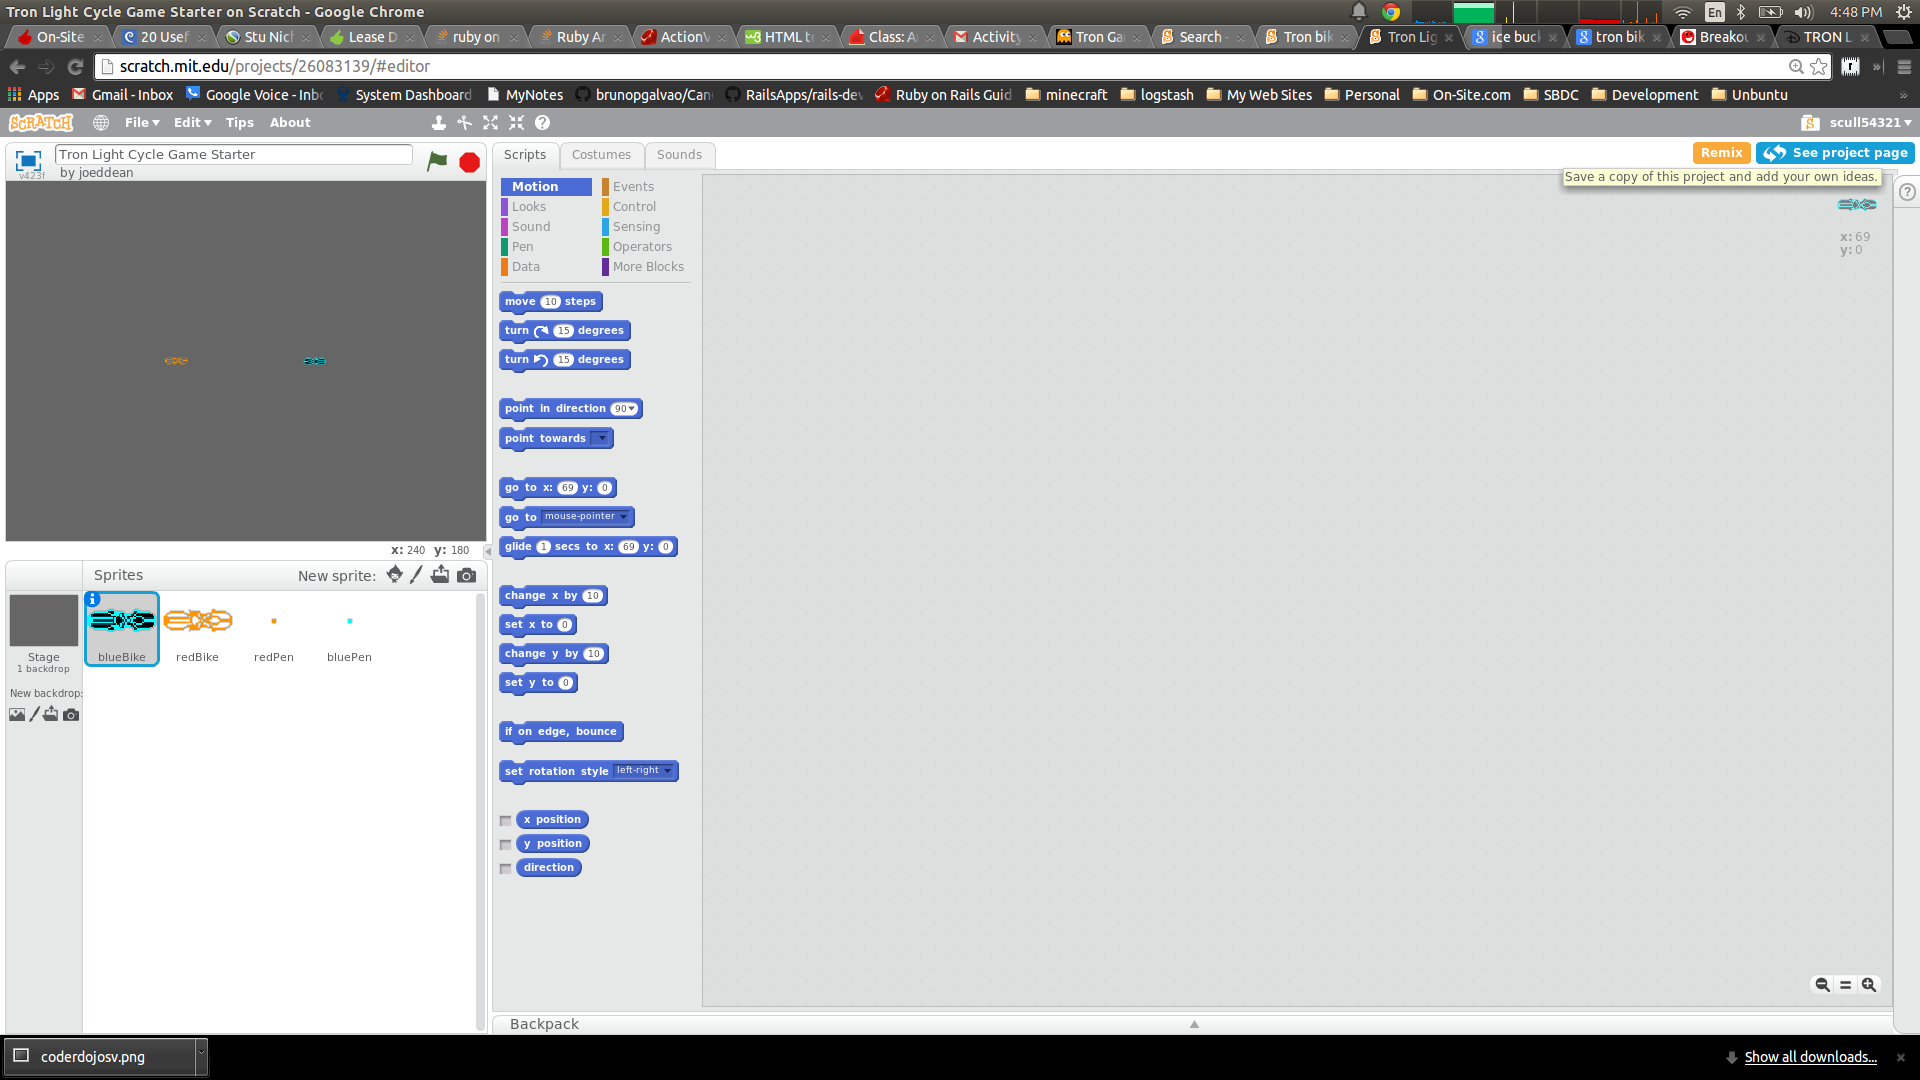 Tron Light Cycle Game Starter on Scratch - Google Chrome
En
4:48 PM
On-Site
20 Usef
Stu Nich
Lease D
ruby on
Ruby Ar
ActionV
HTML t
Class: A
Activity
Tron Ga
Search -
Tron bik
Tron Lig
ice buck
tron bik
Breakou
TRON L
scratch.mit.edu/projects/26083139/#editor
Apps
Gmail - Inbox
Google Voice - Inb
System Dashboard
MyNotes
brunopgalvao/Can
RailsApps/rails-dev
Ruby on Rails Guid
minecraft
logstash
My Web Sites
Personal
On-Site.com
SBDC
Development
Unbuntu
SCRATCH
File
Edit
Tips
About
scull54321
v423f
Tron Light Cycle Game Starter
by joeddean
Scripts
Costumes
Sounds
Remix
See project page
Save a copy of this project and add your own ideas.
Motion
Looks
Sound
Pen
Data
Events
Control
Sensing
Operators
More Blocks
x: 69
y: 0
move 10 steps
turn 15 degrees
turn 15 degrees
point in direction 90
point towards
go to x: 69 y: 0
go to mouse-pointer
glide 1 secs to x: 69 y: 0
change x by 10
set x to 0
change y by 10
set y to 0
if on edge, bounce
set rotation style left-right
x position
y position
direction
x: 240 y: 180
Sprites
New sprite:
blueBike
redBike
redPen
bluePen
Stage
1 backdrop
New backdrop:
Backpack
coderdojosv.png
Show all downloads...